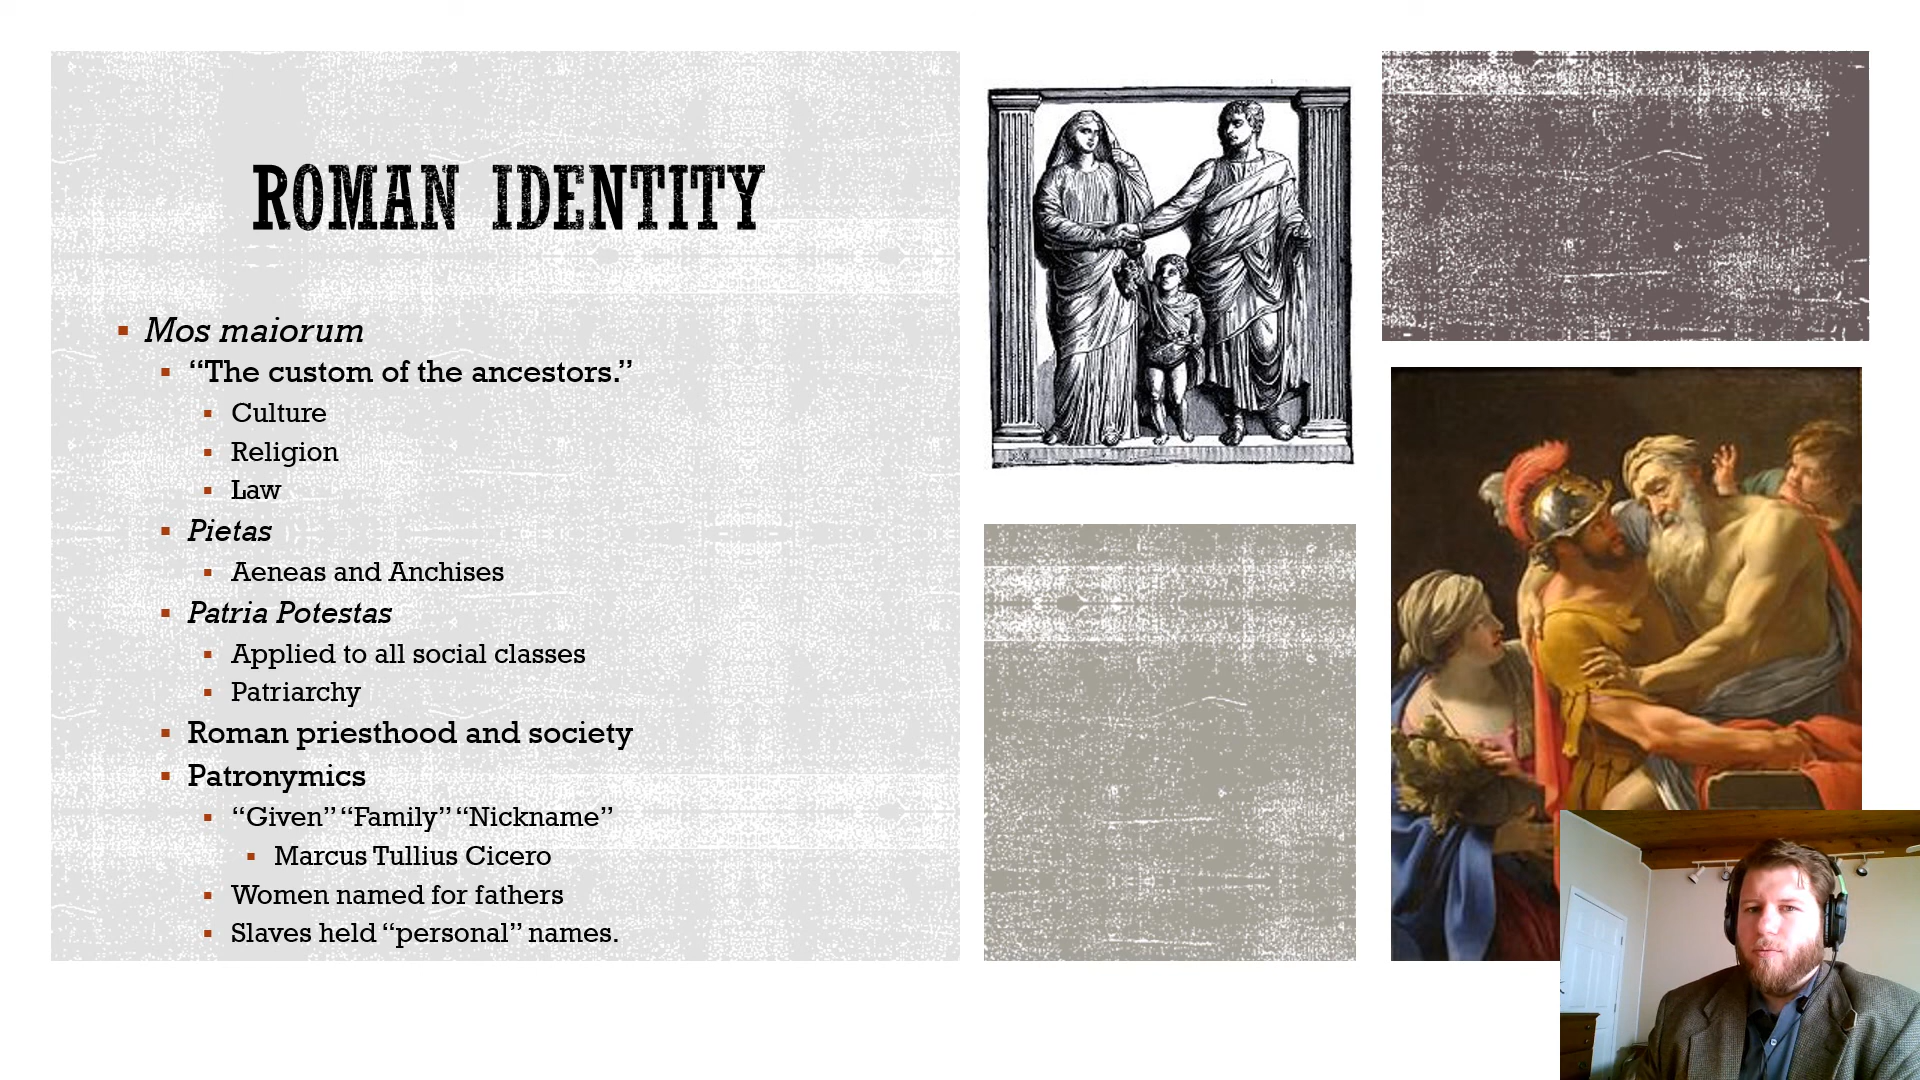 ROMAN IDENTITY
Mos maiorum
“The custom of the ancestors.”
Culture
Religion
Law
Pietas
Aeneas and Anchises
Patria Potestas
Applied to all social classes
Patriarchy
Roman priesthood and society
Patronymics
“Given” “Family” “Nickname”
Marcus Tullius Cicero
Women named for fathers
Slaves held “personal” names.